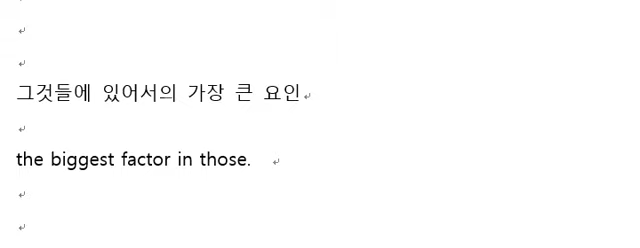 그것들에 있어서의 가장 큰 요인
the biggest factor in those.